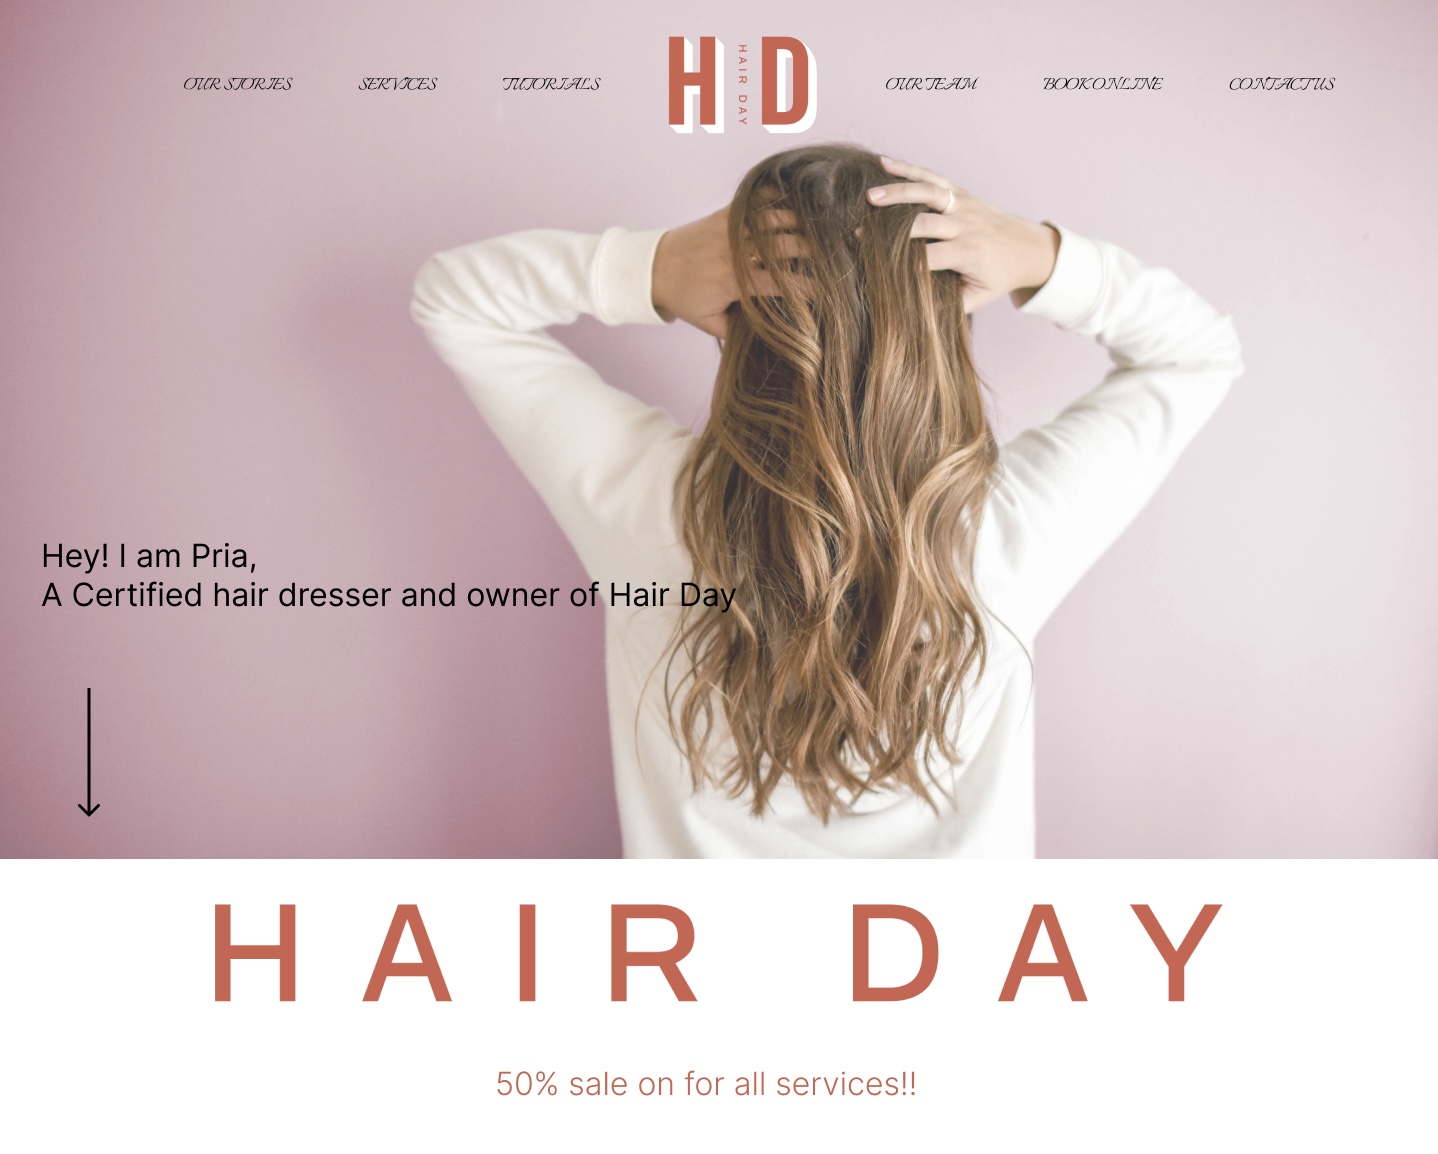 OUR STORIES
SERVICES
TUTORIALS
H HAIR DAY D
OUR TEAM
BOOK ONLINE
CONTACT US
Hey! I am Pria,
A Certified hair dresser and owner of Hair Day
HAIR DAY
50% sale on for all services!!